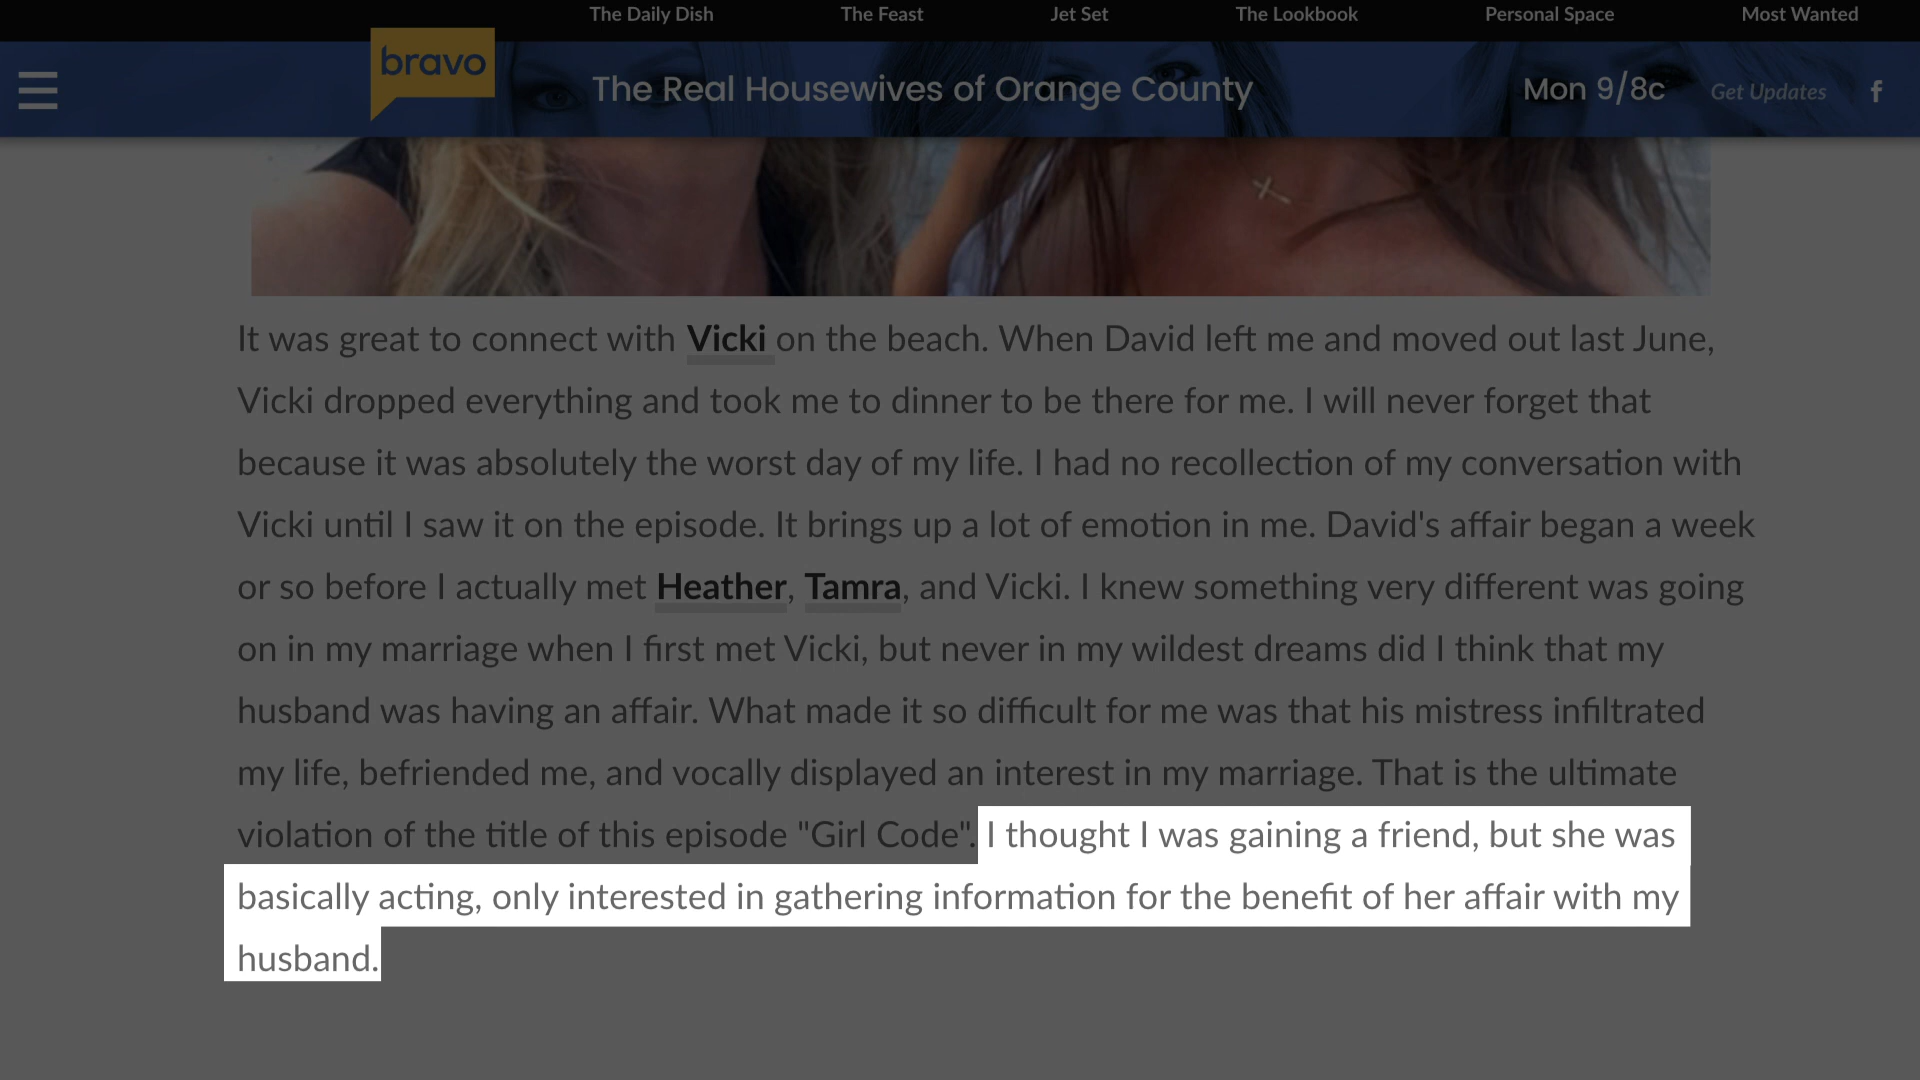 The Daily Dish The Feast Jet Set The Lookbook Personal Space Most Wanted
bravo The Real Housewives of Orange County Mon 9/8c Get Updates f
It was great to connect with Vicki on the beach. When David left me and moved out last June,
Vicki dropped everything and took me to dinner to be there for me. I will never forget that
because it was absolutely the worst day of my life. I had no recollection of my conversation with
Vicki until I saw it on the episode. It brings up a lot of emotion in me. David's affair began a week
or so before I actually met Heather, Tamra, and Vicki. I knew something very different was going
on in my marriage when I first met Vicki, but never in my wildest dreams did I think that my
husband was having an affair. What made it so difficult for me was that his mistress infiltrated
my life, befriended me, and vocally displayed an interest in my marriage. That is the ultimate
violation of the title of this episode "Girl Code". I thought I was gaining a friend, but she was
basically acting, only interested in gathering information for the benefit of her affair with my
husband.